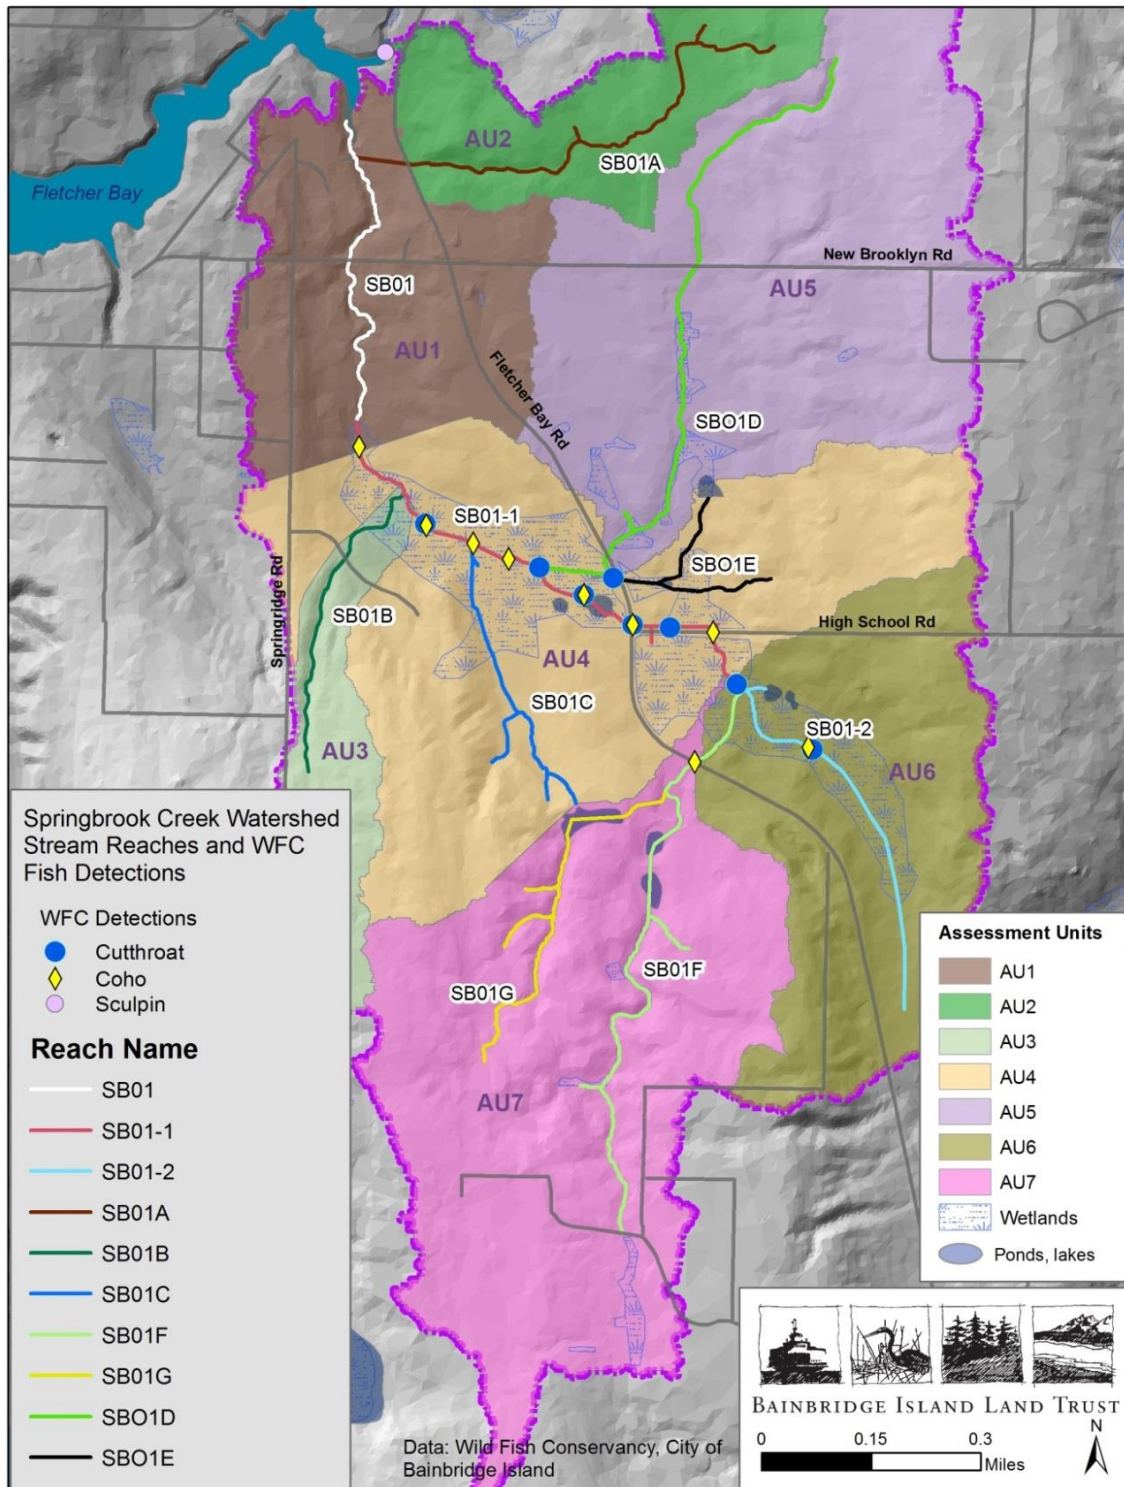 AU2
SB01A
Fletcher Bay
New Brooklyn Rd
SB01
AU5
AU1
Fletcher Bay Rd
SBO1D
SB01-1
SBO1E
SB01B
Springridge Rd
High School Rd
AU4
SB01C
SB01-2
AU3
AU6
SB01F
SB01G
AU7
Springbrook Creek Watershed
Stream Reaches and WFC
Fish Detections
WFC Detections
Cutthroat
Coho
Sculpin
Reach Name
SB01
SB01-1
SB01-2
SB01A
SB01B
SB01C
SB01F
SB01G
SBO1D
SBO1E
Assessment Units
AU1
AU2
AU3
AU4
AU5
AU6
AU7
Wetlands
Ponds, lakes
BAINBRIDGE ISLAND LAND TRUST
0 0.15 0.3
Miles
N
Data: Wild Fish Conservancy, City of
Bainbridge Island